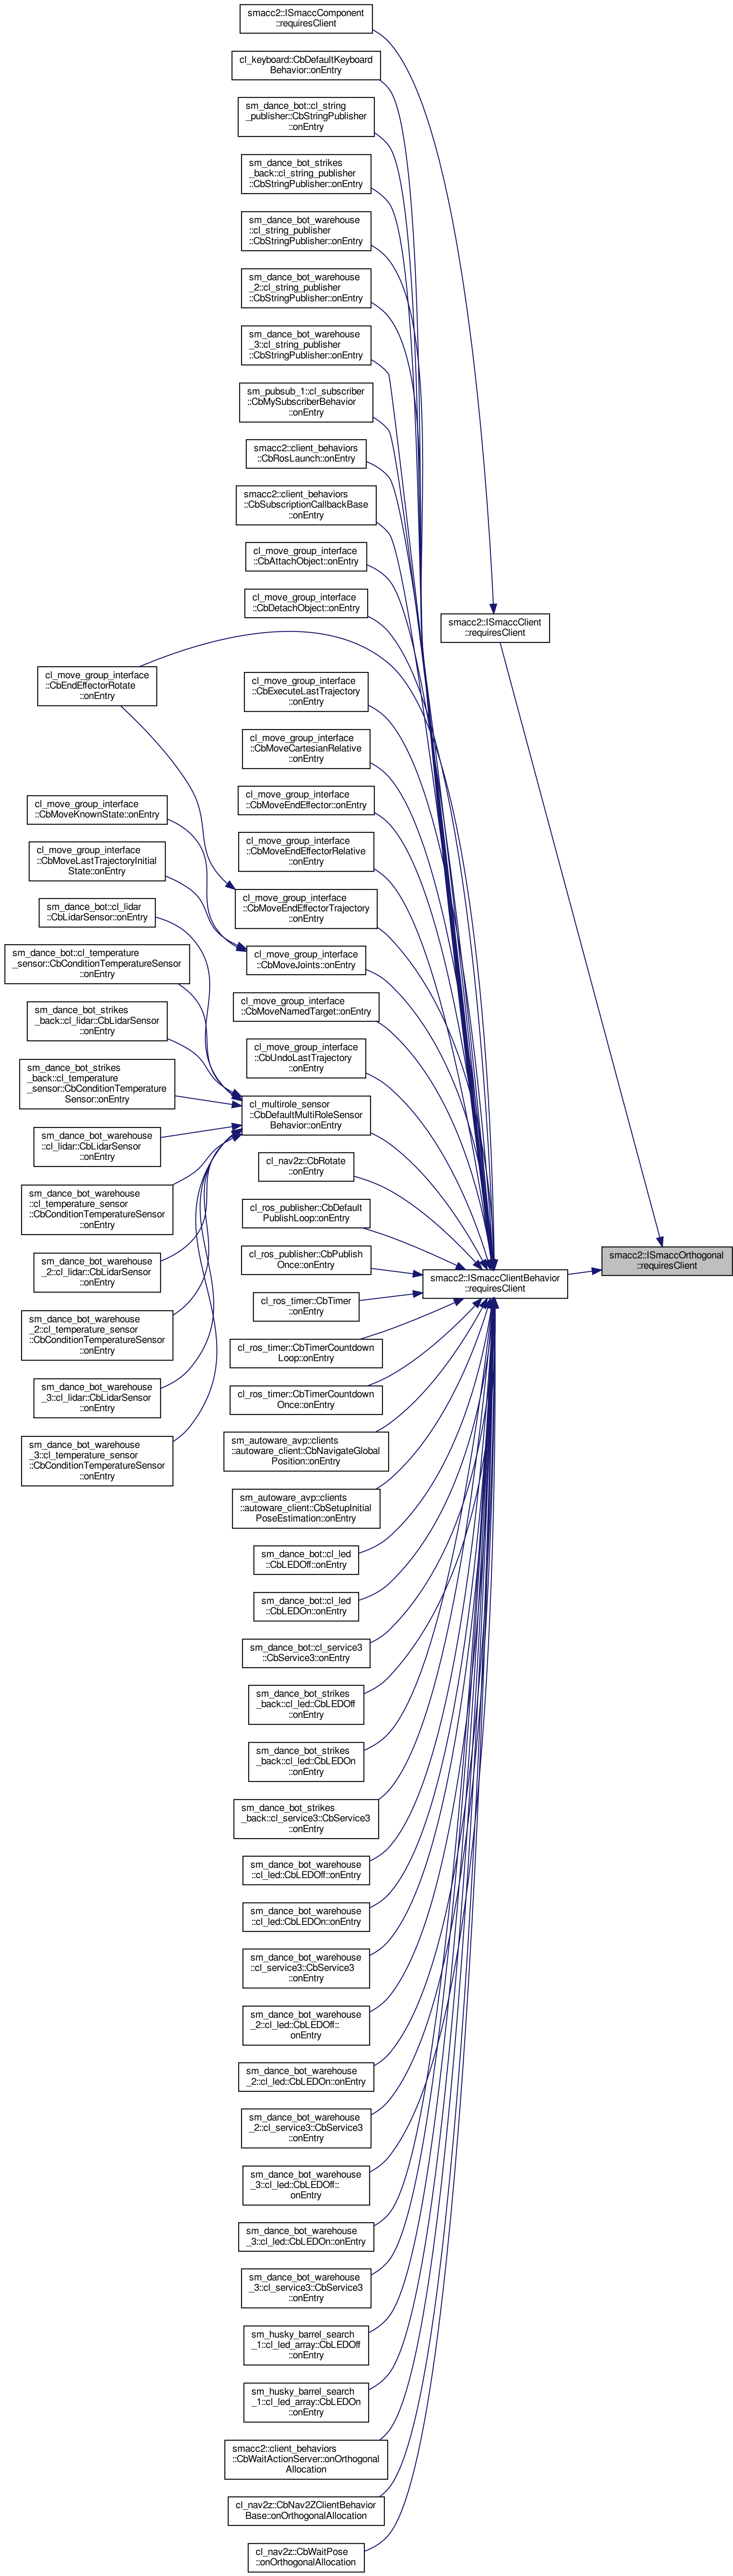 smacc2::ISmaccComponent
::requiresClient
cl_keyboard::CbDefaultKeyboard
Behavior::onEntry
sm_dance_bot::cl_string
_publisher::CbStringPublisher
::onEntry
sm_dance_bot_strikes
_back::cl_string_publisher
::CbStringPublisher::onEntry
sm_dance_bot_warehouse
::cl_string_publisher
::CbStringPublisher::onEntry
sm_dance_bot_warehouse
_2::cl_string_publisher
::CbStringPublisher::onEntry
sm_dance_bot_warehouse
_3::cl_string_publisher
::CbStringPublisher::onEntry
sm_pubsub_1::cl_subscriber
::CbMySubscriberBehavior
::onEntry
smacc2::client_behaviors
::CbRosLaunch::onEntry
smacc2::client_behaviors
::CbSubscriptionCallbackBase
::onEntry
cl_move_group_interface
::CbAttachObject::onEntry
cl_move_group_interface
::CbDetachObject::onEntry
smacc2::ISmaccClient
::requiresClient
cl_move_group_interface
::CbEndEffectorRotate
::onEntry
cl_move_group_interface
::CbExecuteLastTrajectory
::onEntry
cl_move_group_interface
::CbMoveCartesianRelative
::onEntry
cl_move_group_interface
::CbMoveEndEffector::onEntry
cl_move_group_interface
::CbMoveKnownState::onEntry
cl_move_group_interface
::CbMoveEndEffectorRelative
::onEntry
cl_move_group_interface
::CbMoveLastTrajectoryInitial
State::onEntry
cl_move_group_interface
::CbMoveEndEffectorTrajectory
::onEntry
sm_dance_bot::cl_lidar
::CbLidarSensor::onEntry
cl_move_group_interface
::CbMoveJoints::onEntry
sm_dance_bot::cl_temperature
_sensor::CbConditionTemperatureSensor
::onEntry
cl_move_group_interface
::CbMoveNamedTarget::onEntry
sm_dance_bot_strikes
_back::cl_lidar::CbLidarSensor
::onEntry
cl_move_group_interface
::CbUndoLastTrajectory
::onEntry
sm_dance_bot_strikes
_back::cl_temperature
_sensor::CbConditionTemperature
Sensor::onEntry
cl_multirole_sensor
::CbDefaultMultiRoleSensor
Behavior::onEntry
sm_dance_bot_warehouse
::cl_lidar::CbLidarSensor
::onEntry
cl_nav2z::CbRotate
::onEntry
sm_dance_bot_warehouse
::cl_temperature_sensor
::CbConditionTemperatureSensor
::onEntry
cl_ros_publisher::CbDefault
PublishLoop::onEntry
sm_dance_bot_warehouse
_2::cl_lidar::CbLidarSensor
::onEntry
cl_ros_publisher::CbPublish
Once::onEntry
smacc2::ISmaccOrthogonal
::requiresClient
smacc2::ISmaccClientBehavior
::requiresClient
cl_ros_timer::CbTimer
::onEntry
sm_dance_bot_warehouse
_2::cl_temperature_sensor
::CbConditionTemperatureSensor
::onEntry
cl_ros_timer::CbTimerCountdown
Loop::onEntry
sm_dance_bot_warehouse
_3::cl_lidar::CbLidarSensor
::onEntry
cl_ros_timer::CbTimerCountdown
Once::onEntry
sm_dance_bot_warehouse
_3::cl_temperature_sensor
::CbConditionTemperatureSensor
::onEntry
sm_autoware_avp::clients
::autoware_client::CbNavigateGlobal
Position::onEntry
sm_autoware_avp::clients
::autoware_client::CbSetupInitial
PoseEstimation::onEntry
sm_dance_bot::cl_led
::CbLEDOff::onEntry
sm_dance_bot::cl_led
::CbLEDOn::onEntry
sm_dance_bot::cl_service3
::CbService3::onEntry
sm_dance_bot_strikes
_back::cl_led::CbLEDOff
::onEntry
sm_dance_bot_strikes
_back::cl_led::CbLEDOn
::onEntry
sm_dance_bot_strikes
_back::cl_service3::CbService3
::onEntry
sm_dance_bot_warehouse
::cl_led::CbLEDOff::onEntry
sm_dance_bot_warehouse
::cl_led::CbLEDOn::onEntry
sm_dance_bot_warehouse
::cl_service3::CbService3
::onEntry
sm_dance_bot_warehouse
_2::cl_led::CbLEDOff::
onEntry
sm_dance_bot_warehouse
_2::cl_led::CbLEDOn::onEntry
sm_dance_bot_warehouse
_2::cl_service3::CbService3
::onEntry
sm_dance_bot_warehouse
_3::cl_led::CbLEDOff::
onEntry
sm_dance_bot_warehouse
_3::cl_led::CbLEDOn::onEntry
sm_dance_bot_warehouse
_3::cl_service3::CbService3
::onEntry
sm_husky_barrel_search
_1::cl_led_array::CbLEDOff
::onEntry
sm_husky_barrel_search
_1::cl_led_array::CbLEDOn
::onEntry
smacc2::client_behaviors
::CbWaitActionServer::onOrthogonal
Allocation
cl_nav2z::CbNav2ZClientBehavior
Base::onOrthogonalAllocation
cl_nav2z::CbWaitPose
::onOrthogonalAllocation